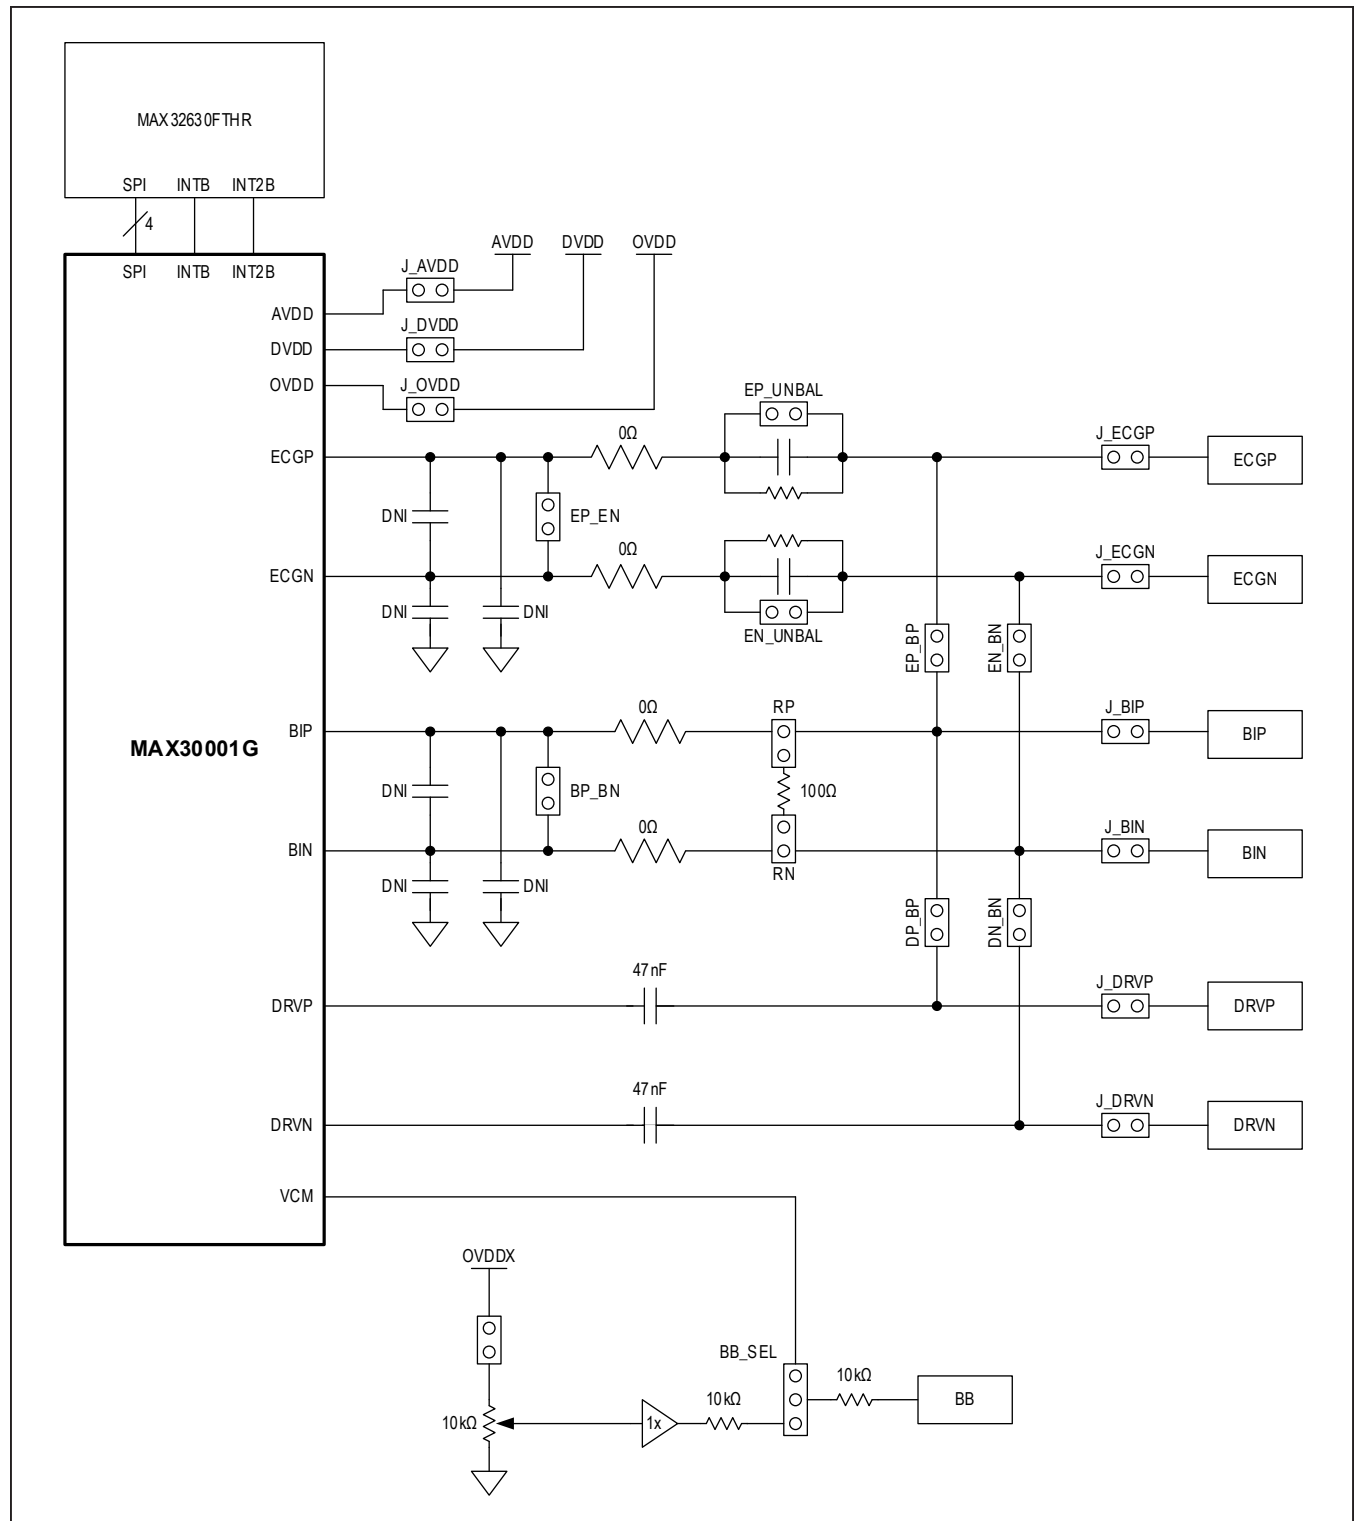 MAX32630FTHR
SPI INTB INT2B
4
SPI INTB INT2B
AVDD DVDD OVDD
J_AVDD
AVDD
J_DVDD
DVDD
J_OVDD
OVDD
EP_UNBAL
0Ω
J_ECGP
ECGP
ECGP
DNI
EP_EN
0Ω
J_ECGN
ECGN
ECGN
DNI
DNI
EN_UNBAL
EP_BP
EN_BN
RP
0Ω
J_BIP
BIP
BIP
MAX30001G
DNI
BP_BN
100Ω
0Ω
J_BIN
BIN
BIN
RN
DNI
DNI
DP_BP
DN_BN
47nF
J_DRVP
DRVP
DRVP
47nF
J_DRVN
DRVN
DRVN
VCM
OVDDX
BB_SEL
10kΩ
10kΩ
BB
10kΩ
1x